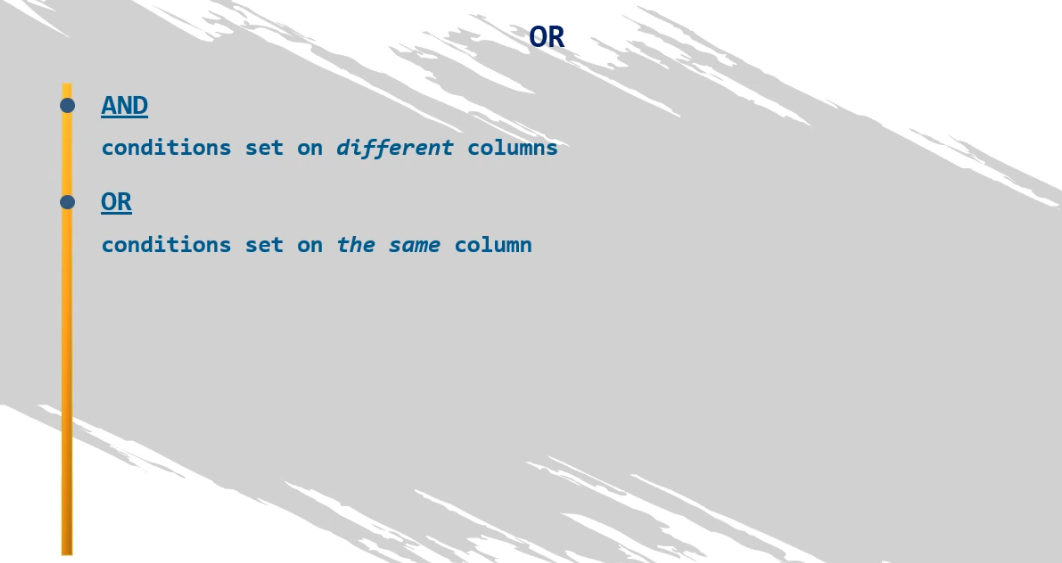 OR
AND
conditions set on different columns
OR
conditions set on the same column